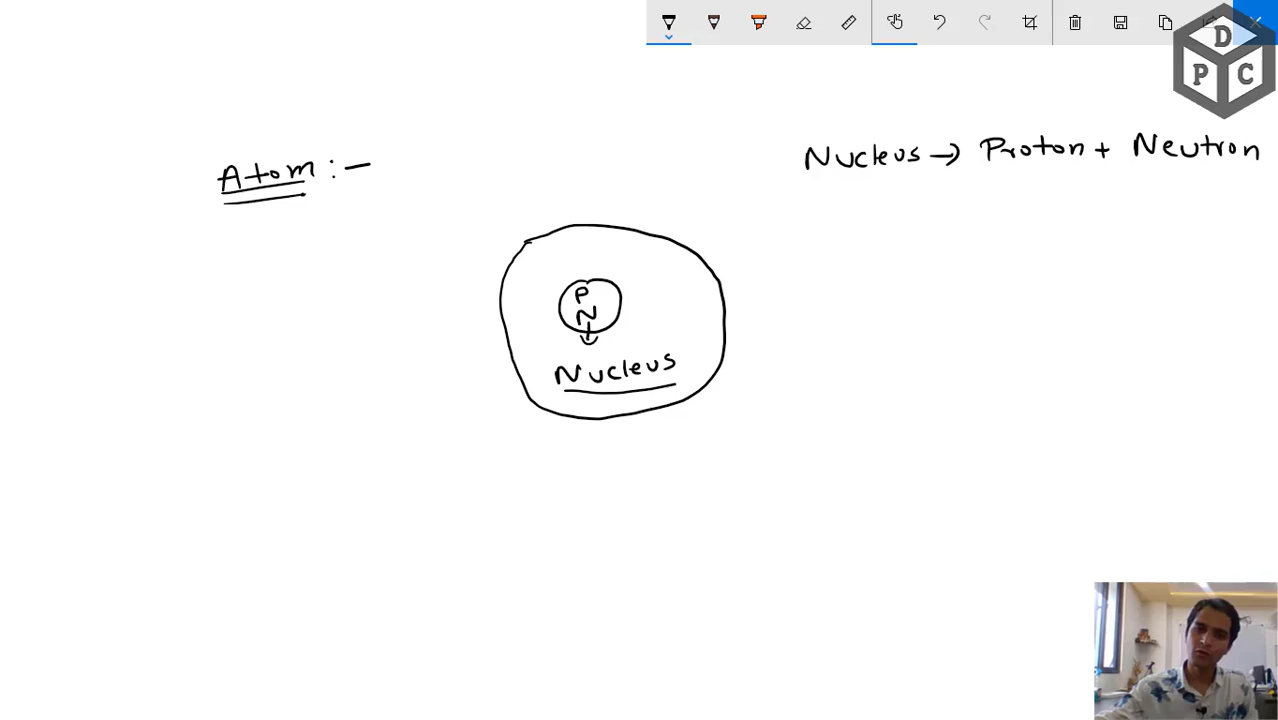 D
P C
Nucleus → Proton + Neutron
Atom :-
P
N
Nucleus